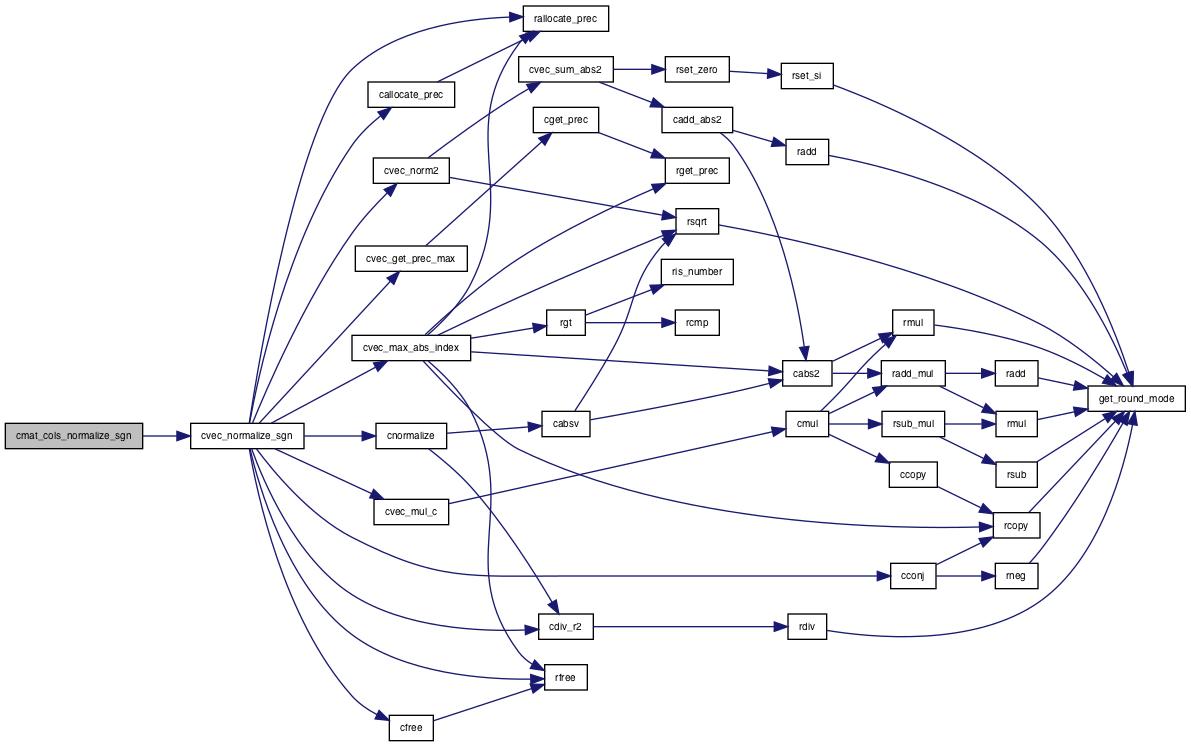 rallocate_prec
cvec_sum_abs2
rset_zero
rset_si
callocate_prec
cget_prec
cadd_abs2
radd
cvec_norm2
rget_prec
rsqrt
cvec_get_prec_max
ris_number
rgt
rcmp
rmul
cvec_max_abs_index
cabs2
radd_mul
radd
get_round_mode
cmat_cols_normalize_sgn
cvec_normalize_sgn
cnormalize
cabsv
cmul
rsub_mul
rmul
ccopy
rsub
cvec_mul_c
rcopy
cconj
rneg
cdiv_r2
rdiv
rfree
cfree